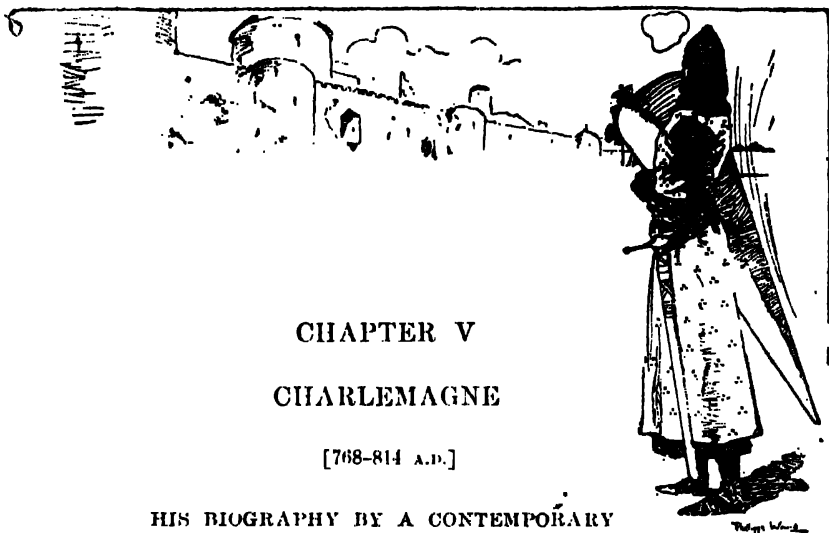 CHAPTER V
CHARLEMAGNE
[768-814 A.D.]
HIS BIOGRAPHY BY A CONTEMPORARY